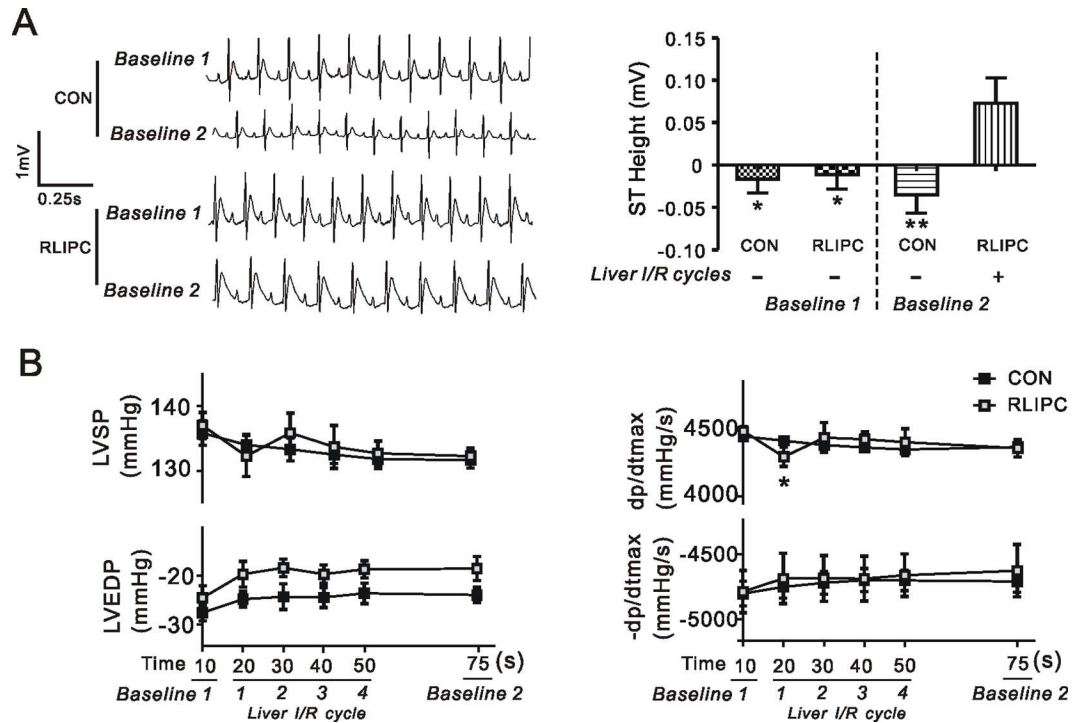 A
Baseline 1
CON
Baseline 2
1mV
0.25s
Baseline 1
RLIPC
Baseline 2
ST Height (mV)
0.15
0.10
0.05
0
-0.05
-0.10
* * **
CON RLIPC CON RLIPC
Liver I/R cycles − − − +
Baseline 1 Baseline 2
B
LVSP
(mmHg)
140
130
LVEDP
(mmHg)
-20
-30
Time 10 20 30 40 50 75 (s)
Baseline 1 1 2 3 4 Baseline 2
Liver I/R cycle
CON
RLIPC
dp/dtmax
(mmHg/s)
4500
4000
*
-dp/dtmax
(mmHg/s)
-4500
-5000
Time 10 20 30 40 50 75 (s)
Baseline 1 1 2 3 4 Baseline 2
Liver I/R cycle